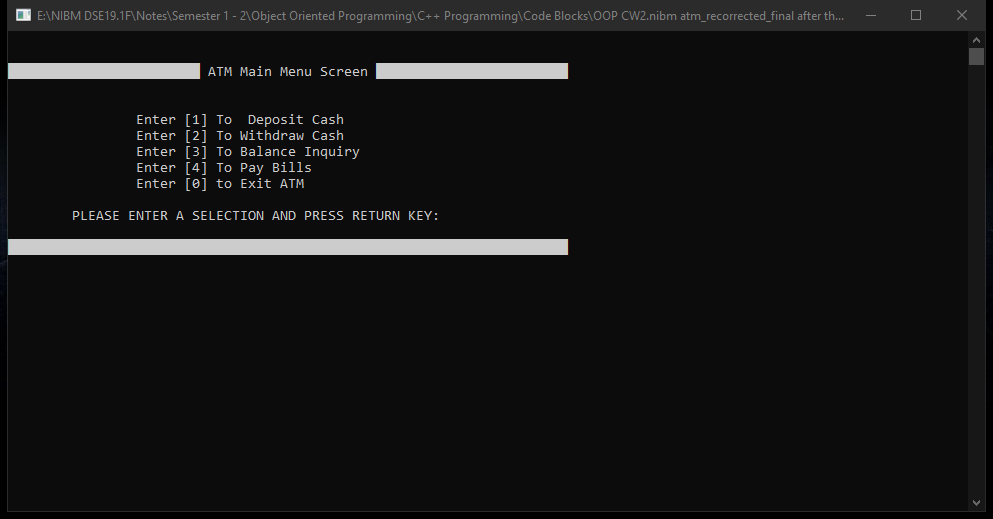 E:\NIBM DSE19.1F\Notes\Semester 1 - 2\Object Oriented Programming\C++ Programming\Code Blocks\OOP CW2.nibm atm_recorrected_final after th...
ATM Main Menu Screen
Enter [1] To  Deposit Cash
Enter [2] To Withdraw Cash
Enter [3] To Balance Inquiry
Enter [4] To Pay Bills
Enter [0] to Exit ATM
PLEASE ENTER A SELECTION AND PRESS RETURN KEY: